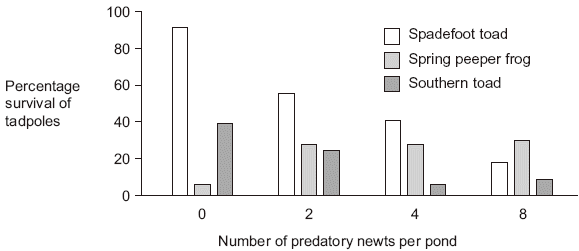 100
80
60
40
20
0
Percentage
survival of
tadpoles
Spadefoot toad
Spring peeper frog
Southern toad
0 2 4 8
Number of predatory newts per pond